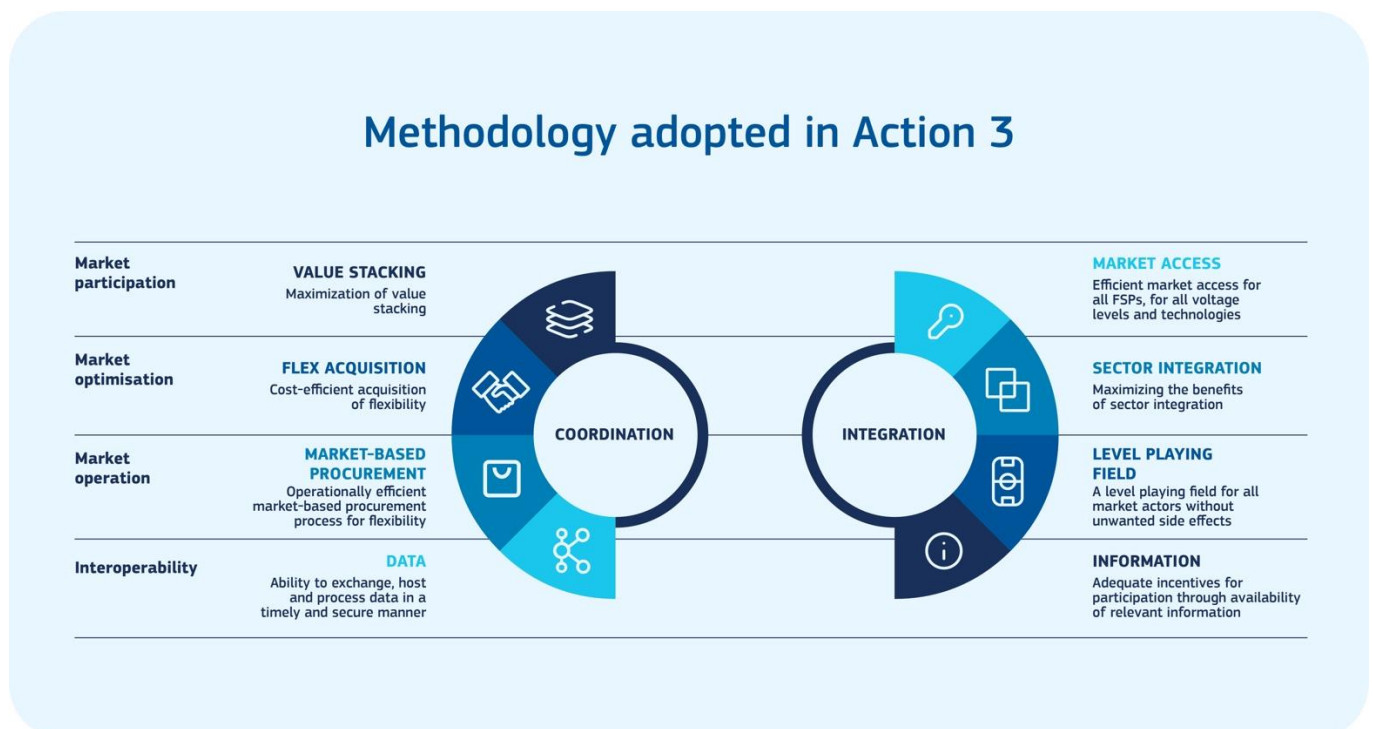 Methodology adopted in Action 3
Market
participation
VALUE STACKING
Maximization of value
stacking
MARKET ACCESS
Efficient market access for
all FSPs, for all voltage
levels and technologies
Market
optimisation
FLEX ACQUISITION
Cost-efficient acquisition
of flexibility
SECTOR INTEGRATION
Maximizing the benefits
of sector integration
COORDINATION
INTEGRATION
Market
operation
MARKET-BASED
PROCUREMENT
Operationally efficient
market-based procurement
process for flexibility
LEVEL PLAYING
FIELD
A level playing field for all
market actors without
unwanted side effects
Interoperability
DATA
Ability to exchange, host
and process data in a
timely and secure manner
INFORMATION
Adequate incentives for
participation through availability
of relevant information